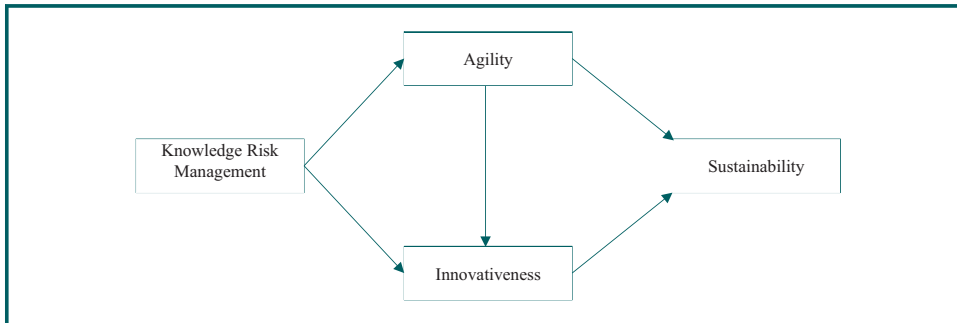 Agility
Knowledge Risk
Management
Sustainability
Innovativeness